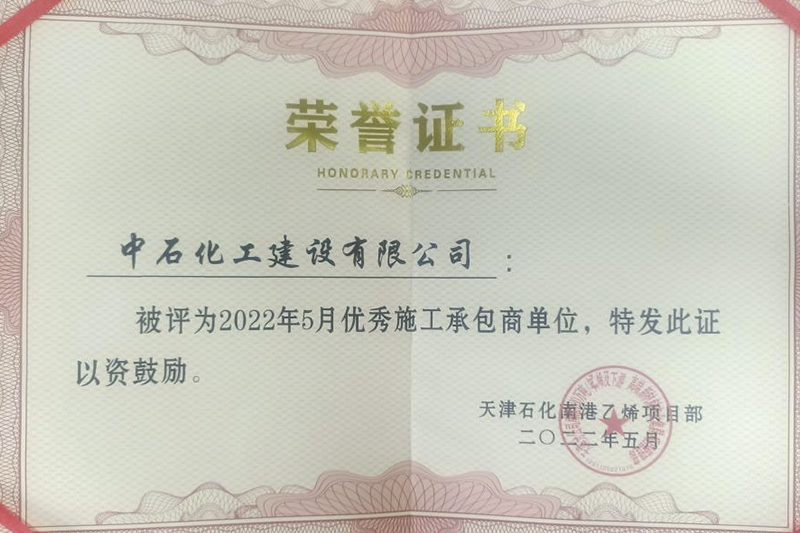 荣誉证书
HONORARY CREDENTIAL
中石化工建设有限公司：
被评为2022年5月优秀施工承包商单位，特发此证
以资鼓励。
天津石化南港乙烯项目部
二〇二二年五月